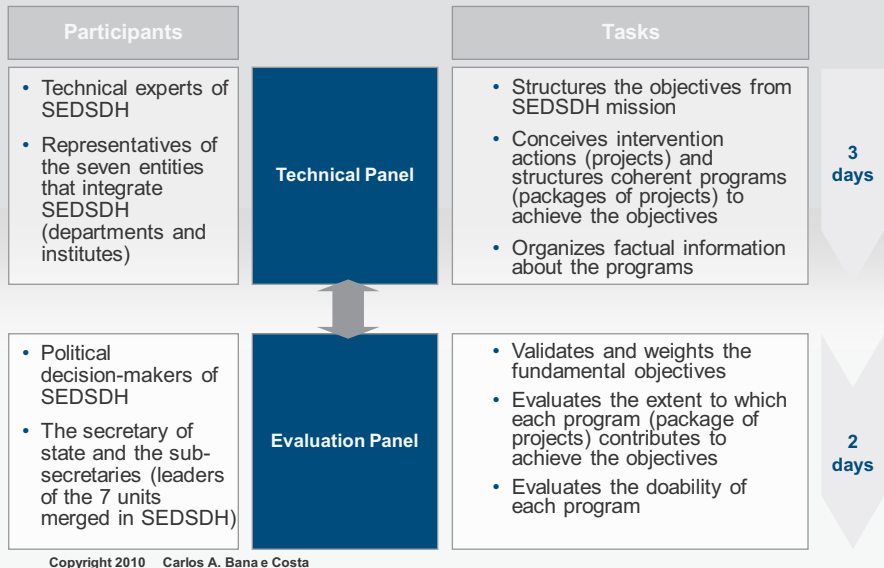 Participants
Tasks
• Technical experts of
SEDSDH
• Representatives of
the seven entities
that integrate
SEDSDH
(departments and
institutes)
Technical Panel
• Structures the objectives from
SEDSDH mission
• Conceives intervention
actions (projects) and
structures coherent programs
(packages of projects) to
achieve the objectives
• Organizes factual information
about the programs
3
days
• Political
decision-makers of
SEDSDH
• The secretary of
state and the sub-
secretaries (leaders
of the 7 units
merged in SEDSDH)
Evaluation Panel
• Validates and weights the
fundamental objectives
• Evaluates the extent to which
each program (package of
projects) contributes to
achieve the objectives
• Evaluates the doability of
each program
2
days
Copyright 2010 Carlos A. Bana e Costa